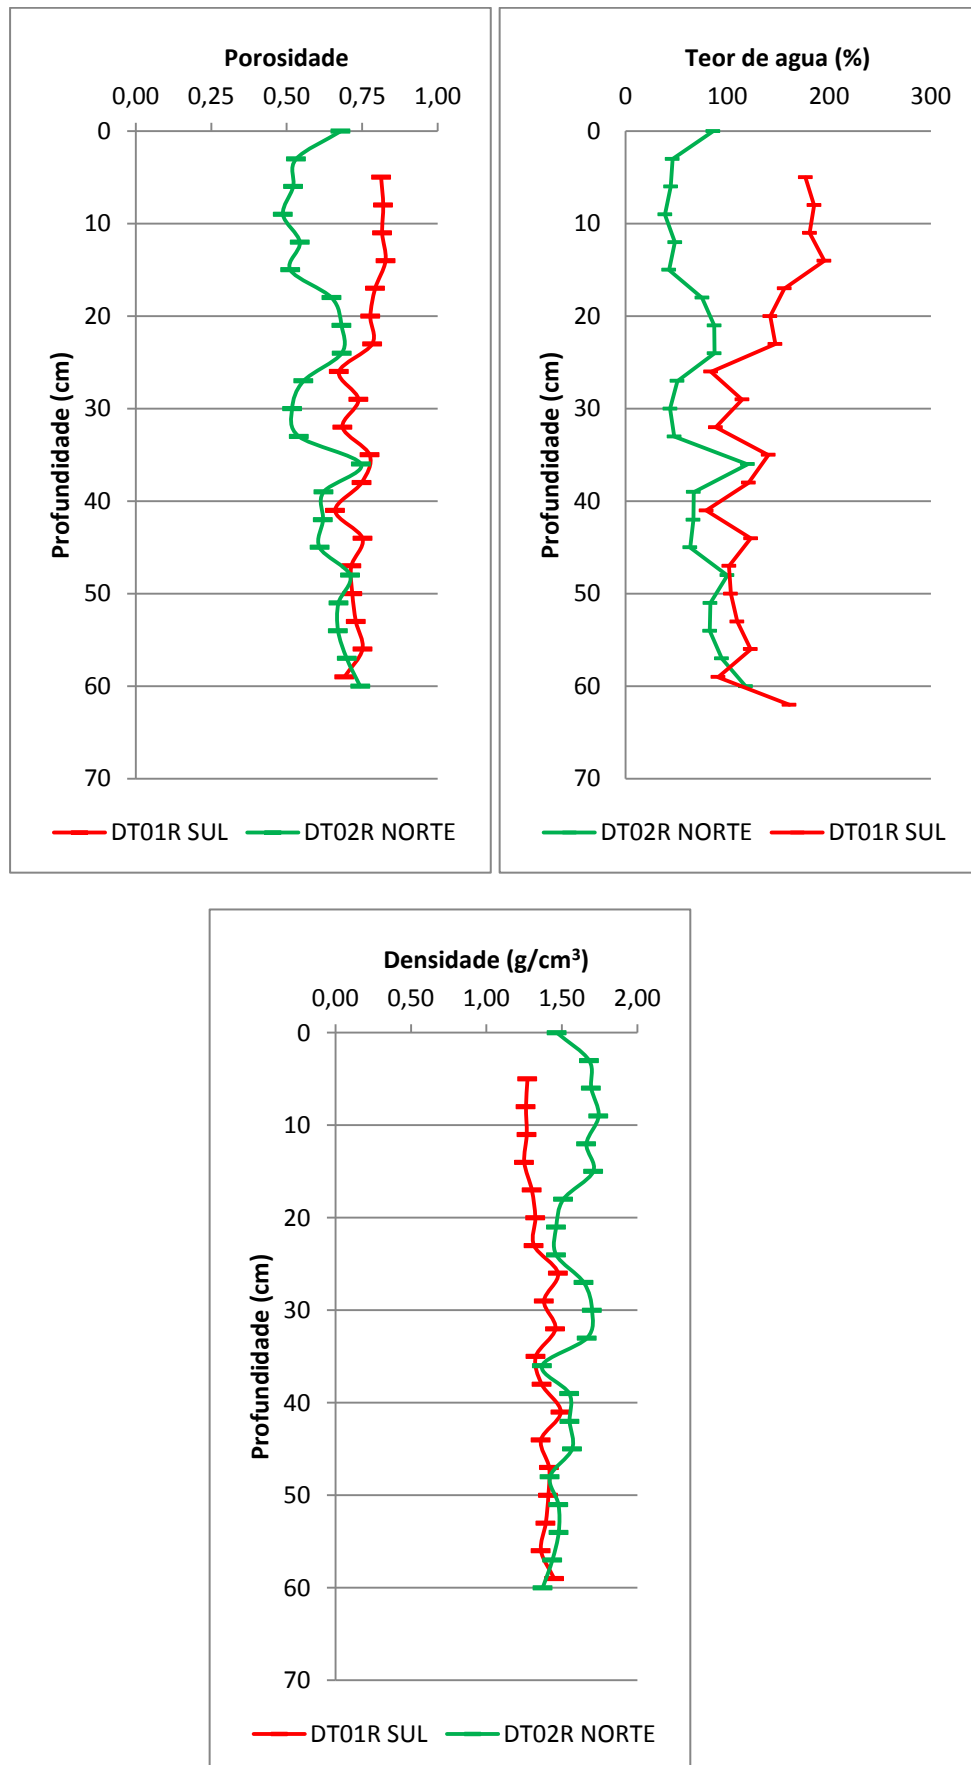 Porosidade
0,00 0,25 0,50 0,75 1,00
0
10
20
30
40
50
60
70
Profundidade (cm)
DT01R SUL DT02R NORTE
Teor de agua (%)
0 100 200 300
0
10
20
30
40
50
60
70
Profundidade (cm)
DT02R NORTE DT01R SUL
Densidade (g/cm³)
0,00 0,50 1,00 1,50 2,00
0
10
20
30
40
50
60
70
Profundidade (cm)
DT01R SUL DT02R NORTE